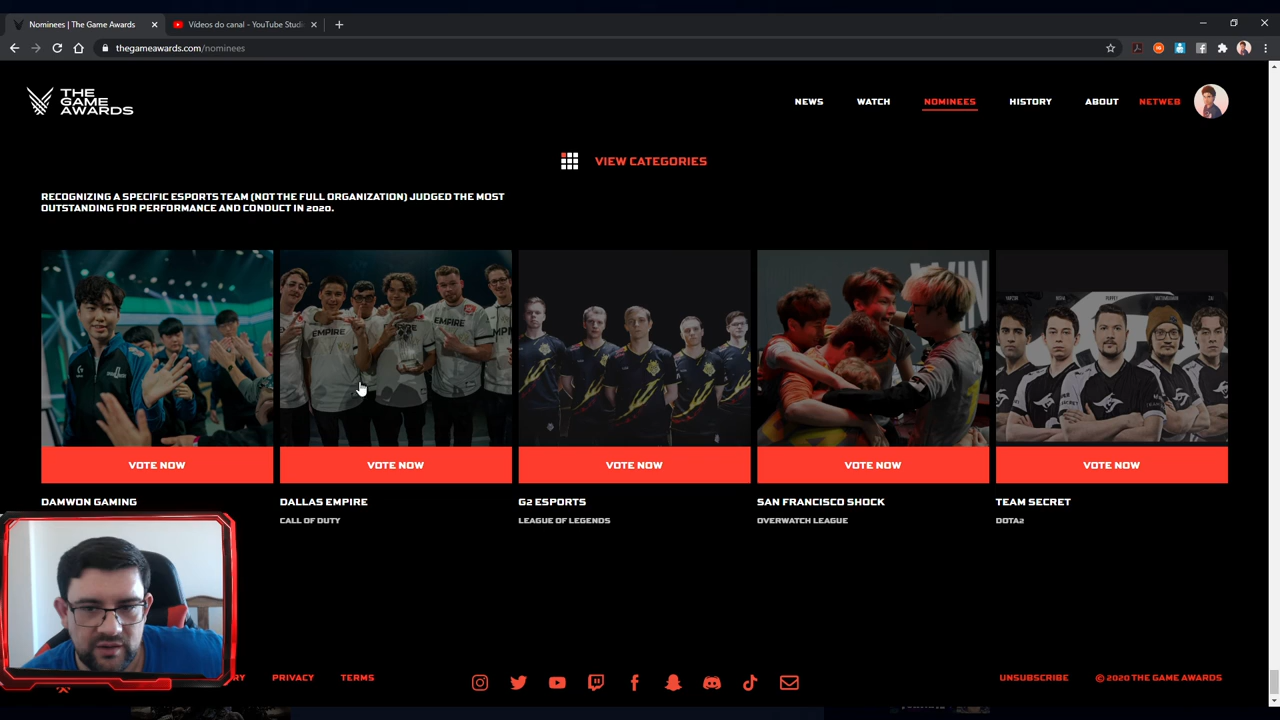 Nominees | The Game Awards
Vídeos do canal - YouTube Studi
thegameawards.com/nominees
THE
GAME
AWARDS
NEWS
WATCH
NOMINEES
HISTORY
ABOUT
NETWEB
VIEW CATEGORIES
RECOGNIZING A SPECIFIC ESPORTS TEAM (NOT THE FULL ORGANIZATION) JUDGED THE MOST
OUTSTANDING FOR PERFORMANCE AND CONDUCT IN 2020.
EMPIRE
EMPIRE
WIN
VOTE NOW
VOTE NOW
VOTE NOW
VOTE NOW
VOTE NOW
DAMWON GAMING
DALLAS EMPIRE
G2 ESPORTS
SAN FRANCISCO SHOCK
TEAM SECRET
CALL OF DUTY
LEAGUE OF LEGENDS
OVERWATCH LEAGUE
DOTA2
RY
PRIVACY
TERMS
UNSUBSCRIBE
© 2020 THE GAME AWARDS